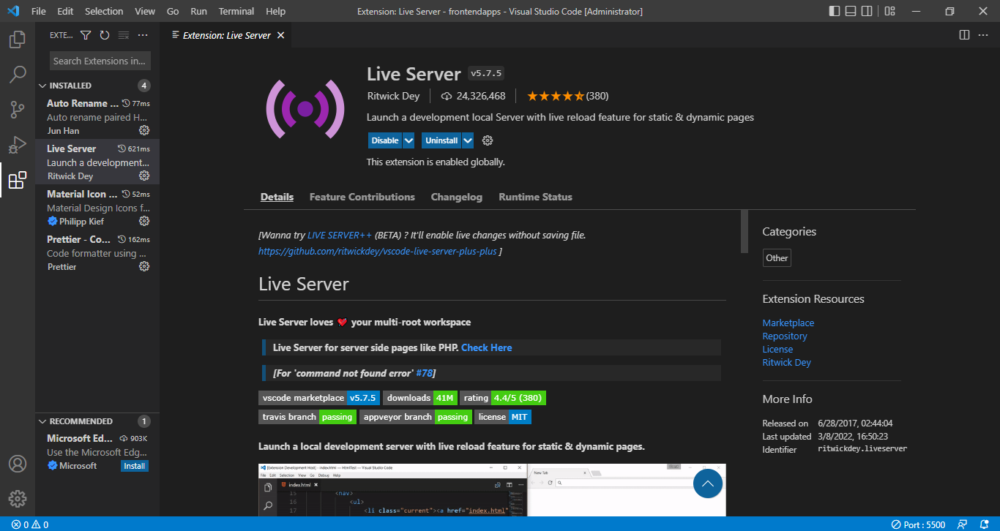 File Edit Selection View Go Run Terminal Help
Extension: Live Server - frontendapps - Visual Studio Code [Administrator]
EXTE...
Extension: Live Server
Search Extensions in...
INSTALLED 4
Auto Rename ... 77ms
Auto rename paired H...
Jun Han
Live Server 621ms
Launch a development...
Ritwick Dey
Material Icon ... 52ms
Material Design Icons f...
Philipp Kief
Prettier - Co... 162ms
Code formatter using ...
Prettier
RECOMMENDED 1
Microsoft Ed... 903K
Use the Microsoft Edg...
Microsoft Install
Live Server v5.7.5
Ritwick Dey 24,326,468 (380)
Launch a development local Server with live reload feature for static & dynamic pages
Disable Uninstall
This extension is enabled globally.
Details Feature Contributions Changelog Runtime Status
[Wanna try LIVE SERVER++ (BETA) ? It'll enable live changes without saving file.
https://github.com/ritwickdey/vscode-live-server-plus-plus ]
Live Server
Live Server loves your multi-root workspace
Live Server for server side pages like PHP. Check Here
[For 'command not found error' #78]
vscode marketplace v5.7.5 downloads 41M rating 4.4/5 (380)
travis branch passing appveyor branch passing license MIT
Launch a local development server with live reload feature for static & dynamic pages.
[Extension Development Host] - index.html — HtmlTest — Visual Studio Code
File Edit Selection View Go Debug Help
index.html
15 <nav>
16 <ul>
17 <li class="current"><a href="index.html"
New Tab
Categories
Other
Extension Resources
Marketplace
Repository
License
Ritwick Dey
More Info
Released on 6/28/2017, 02:44:04
Last updated 3/8/2022, 16:50:23
Identifier ritwickdey.liveserver
0 0
Port : 5500